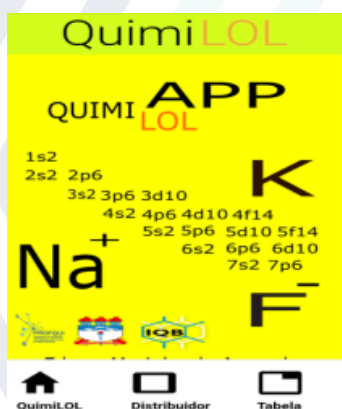 QuimiLOL
QUIMI APP
LOL
1s2
2s2 2p6
K
3s2 3p6 3d10
4s2 4p6 4d10 4f14
5s2 5p6 5d10 5f14
6s2 6p6 6d10
7s2 7p6
Na+
F-
IQB
QuimiLOL Distribuidor Tabela